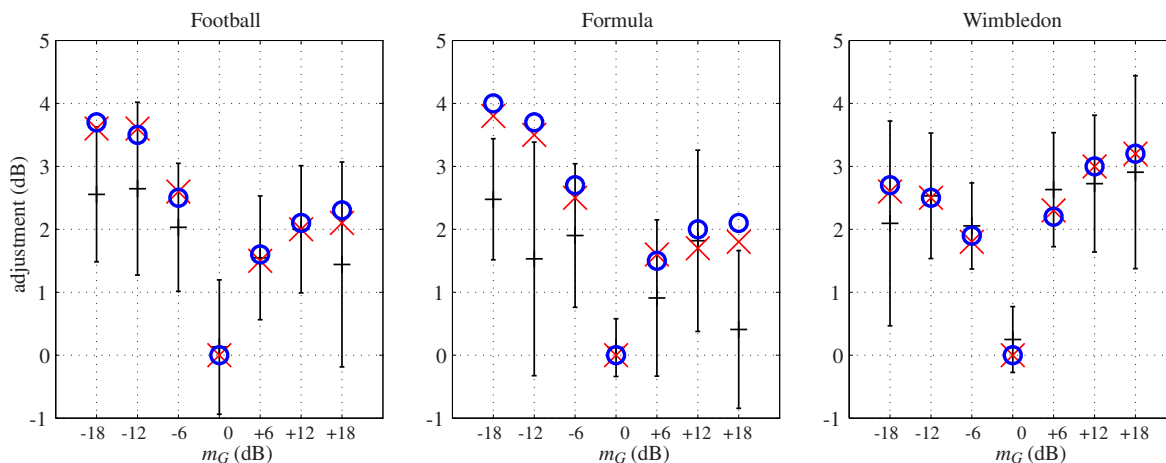 Football Formula Wimbledon
5 5 5
4 4 4
3 3 3
2 2 2
1 1 1
0 0 0
-1 -1 -1
adjustment (dB)
-18 -12 -6 0 +6 +12 +18 -18 -12 -6 0 +6 +12 +18 -18 -12 -6 0 +6 +12 +18
m_G (dB) m_G (dB) m_G (dB)